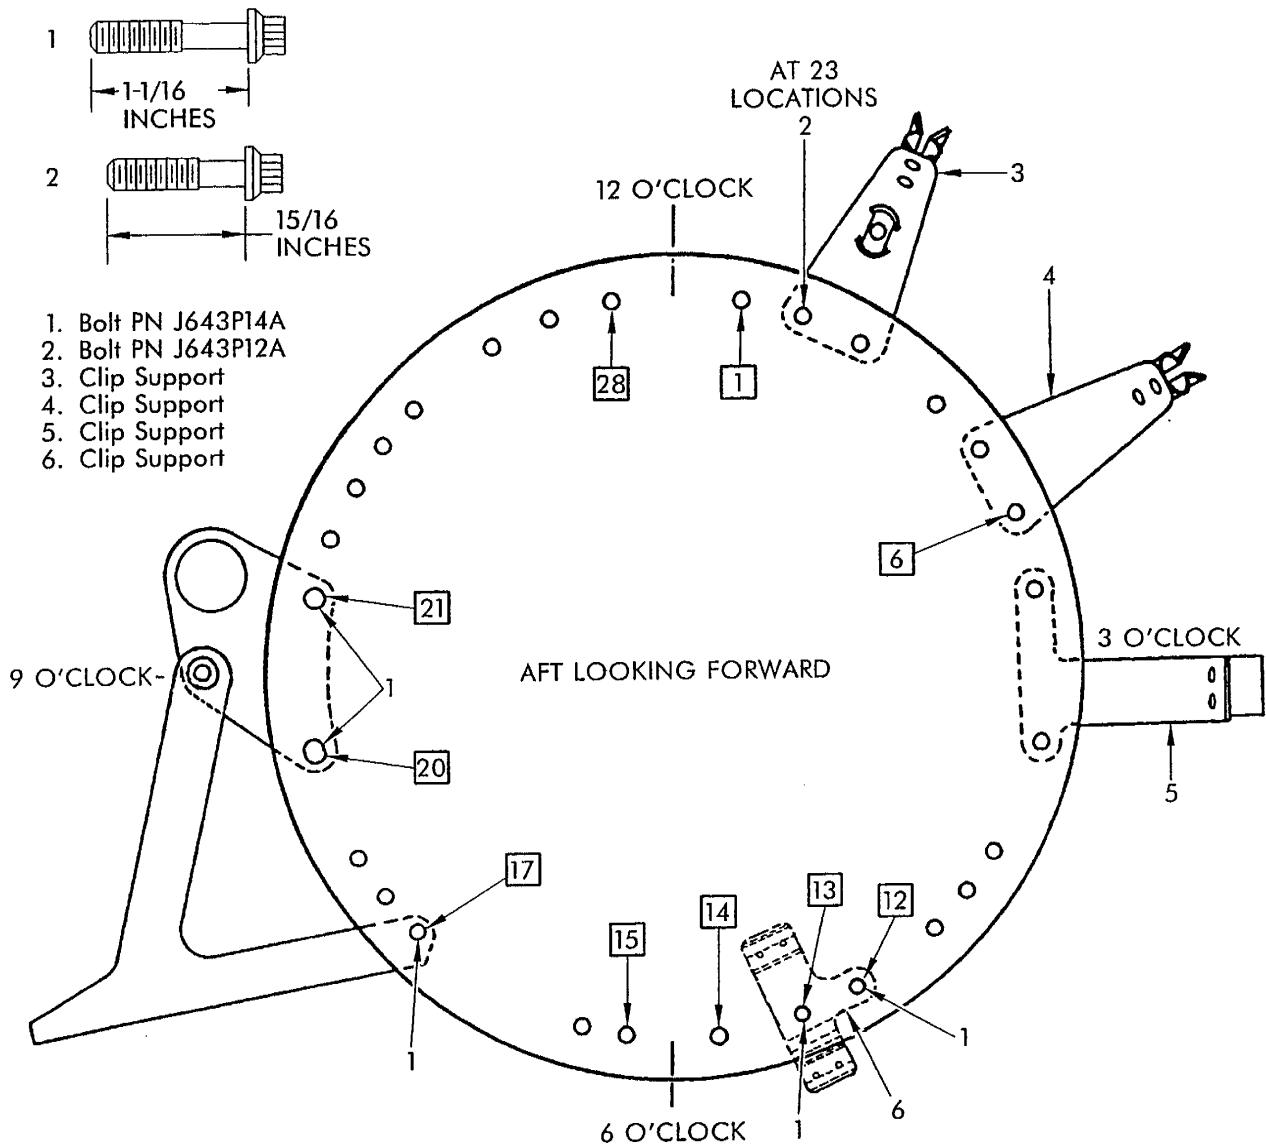 1
1-1/16
INCHES
2
15/16
INCHES
AT 23
LOCATIONS
2
3
12 O'CLOCK
4
1. Bolt PN J643P14A
2. Bolt PN J643P12A
3. Clip Support
4. Clip Support
5. Clip Support
6. Clip Support
28
1
6
21
3 O'CLOCK
9 O'CLOCK
AFT LOOKING FORWARD
1
20
5
17
13
12
14
15
1
1
6
1
6 O'CLOCK